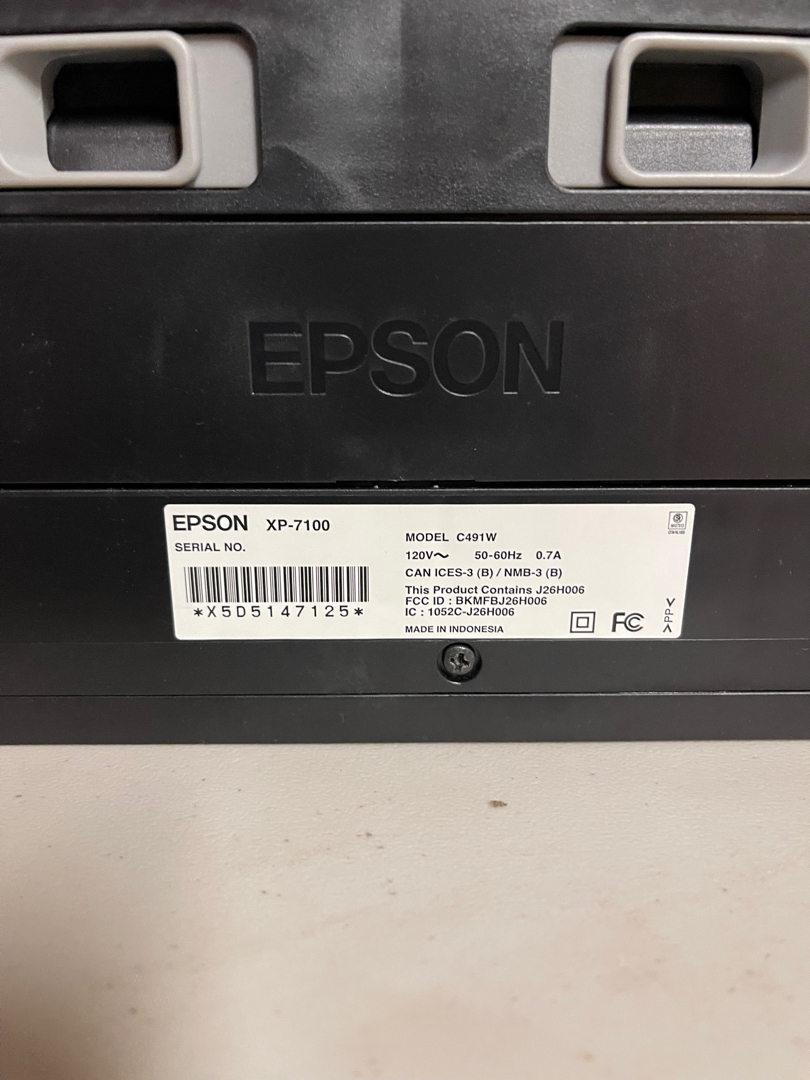 EPSON
EPSON XP-7100
SERIAL NO.
*X5D5147125*
MODEL C491W
120V～ 50-60Hz 0.7A
CAN ICES-3 (B) / NMB-3 (B)
This Product Contains J26H006
FCC ID : BKMFBJ26H006
IC : 1052C-J26H006
MADE IN INDONESIA
FC
>PP<